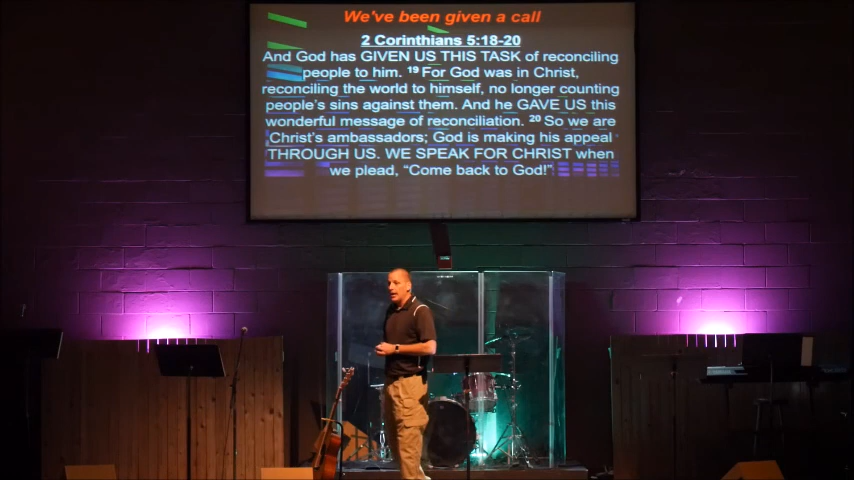 We've been given a call
2 Corinthians 5:18-20
And God has GIVEN US THIS TASK of reconciling
people to him. 19 For God was in Christ,
reconciling the world to himself, no longer counting
people's sins against them. And he GAVE US this
wonderful message of reconciliation. 20 So we are
Christ's ambassadors; God is making his appeal
THROUGH US. WE SPEAK FOR CHRIST when
we plead, “Come back to God!”